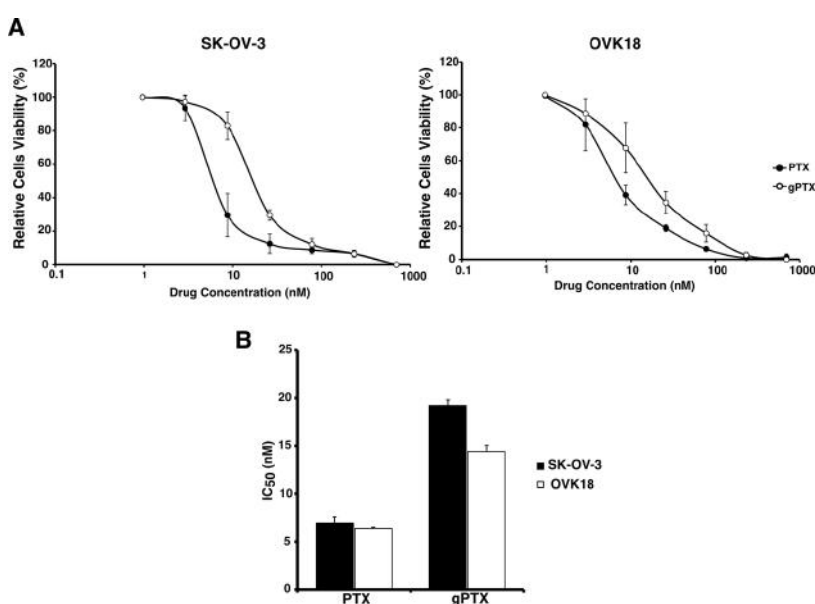 A
SK-OV-3
OVK18
Relative Cells Viability (%)
120
100
80
60
40
20
0
0.1
1
10
100
1000
Drug Concentration (nM)
Relative Cells Viability (%)
120
100
80
60
40
20
0
0.1
1
10
100
1000
Drug Concentration (nM)
PTX
gPTX
B
IC50 (nM)
25
20
15
10
5
0
PTX
gPTX
SK-OV-3
OVK18